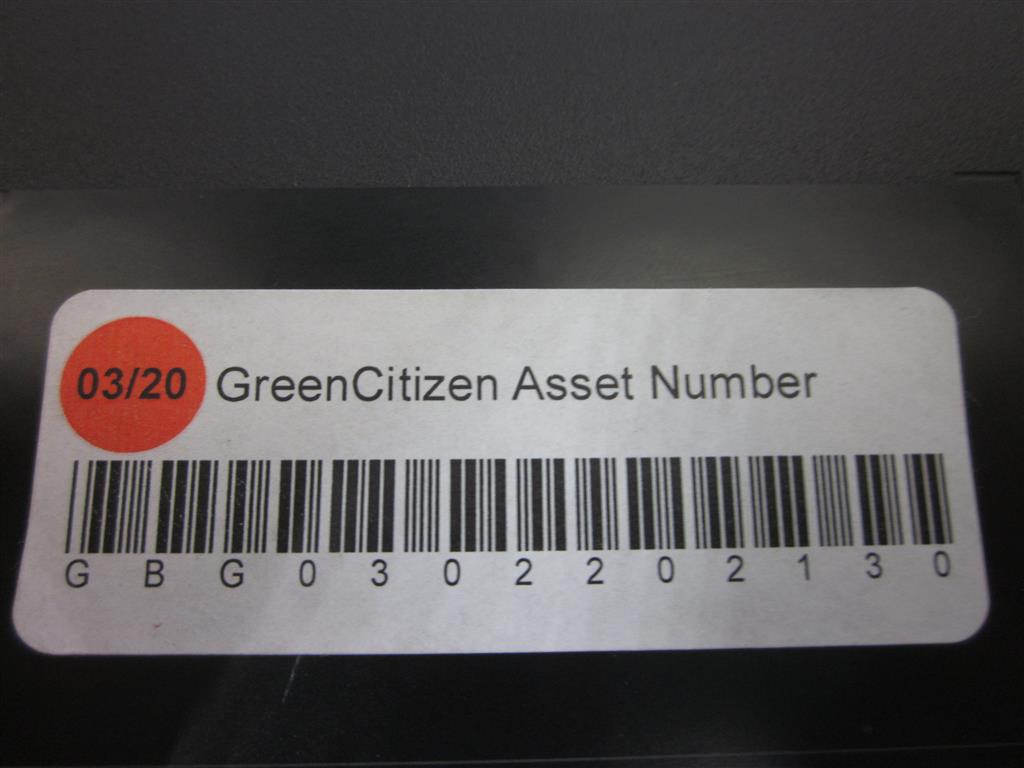 03/20 GreenCitizen Asset Number
G B G 0 3 0 2 2 0 2 1 3 0